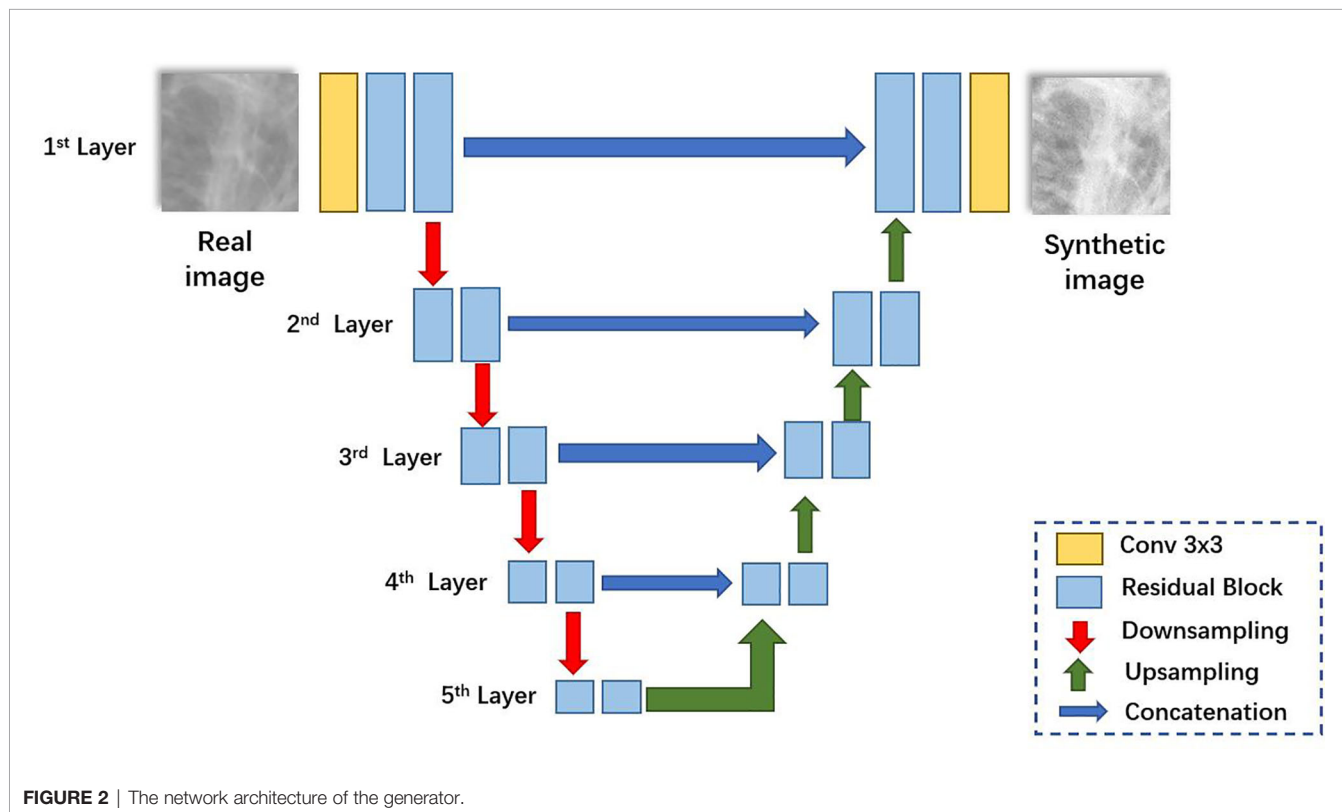 1st Layer
Real
image
Synthetic
image
2nd Layer
3rd Layer
4th Layer
5th Layer
Conv 3x3
Residual Block
Downsampling
Upsampling
Concatenation
FIGURE 2 | The network architecture of the generator.